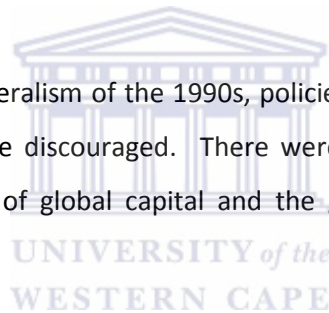 eralism of the 1990s, policie
e discouraged. There were
of global capital and the
UNIVERSITY of the
WESTERN CAPE